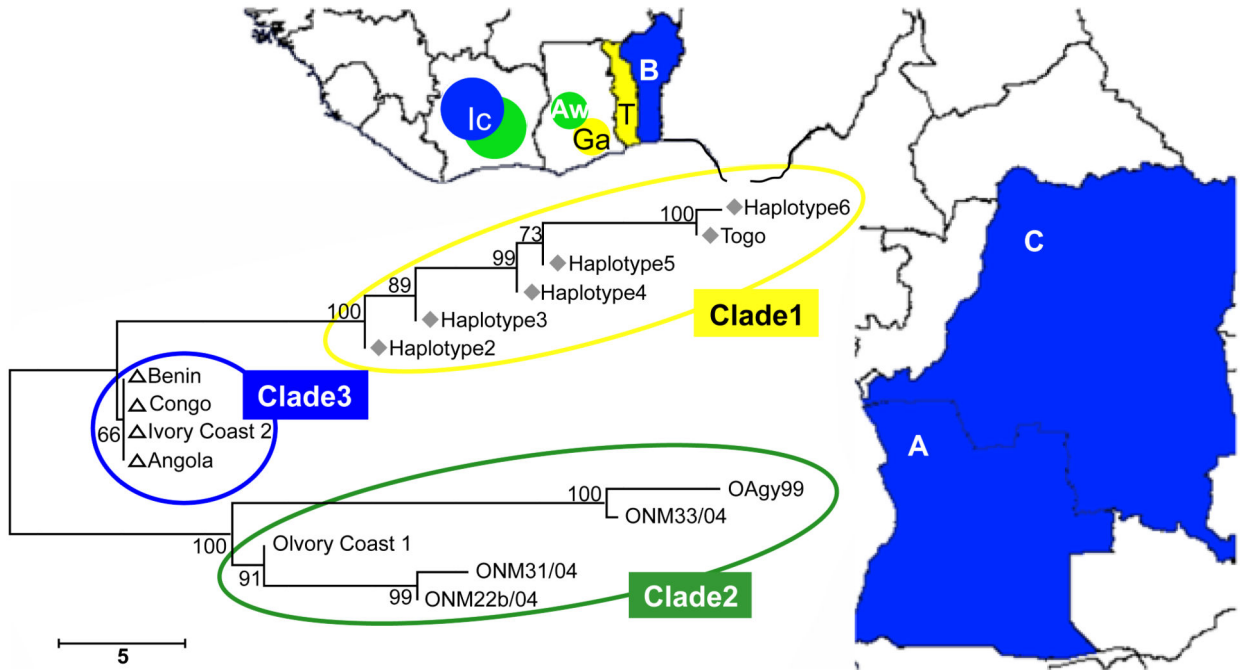 B
Ic
Aw
T
Ga
C
100
Haplotype6
Togo
73
Haplotype5
99
Haplotype4
89
Haplotype3
100
Haplotype2
Clade1
Benin
Congo
Ivory Coast 2
66
Angola
Clade3
A
100
OAgy99
ONM33/04
100
OIvory Coast 1
91
ONM31/04
99
ONM22b/04
Clade2
5